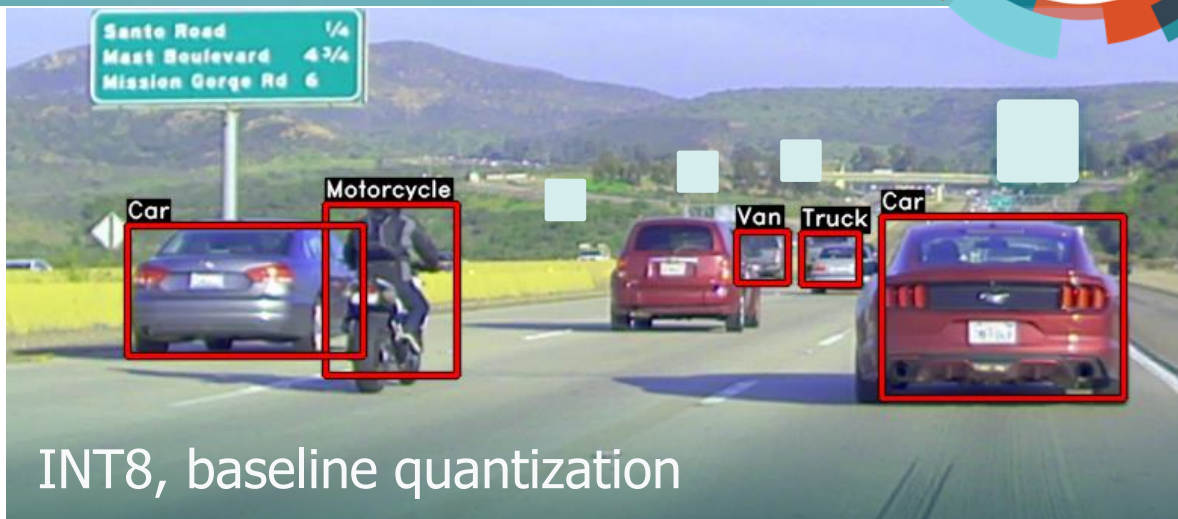 Santo Road 1/4
Mast Boulevard 4 3/4
Mission Gorge Rd 6
Car
Motorcycle
Van
Truck
Car
INT8, baseline quantization